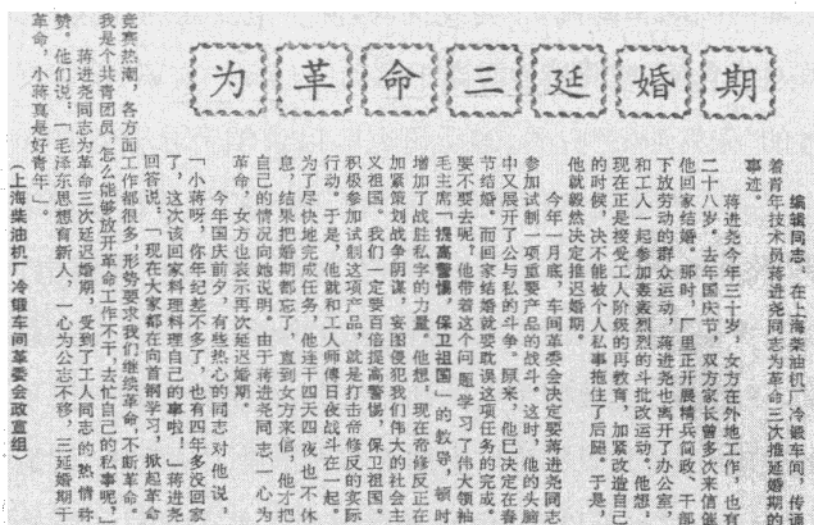 为革命三延婚期
编辑同志，在上海柴油机厂冷锻车间，传诵
着青年技术员蒋进尧同志为革命三次推延婚期的
事迹。
蒋进尧今年三十岁，女方在外地工作，也有
二十八岁。去年国庆节，双方家长曾多次来信催
他回家结婚。那时，厂里正开展精兵简政、干部
下放劳动的群众运动，蒋进尧也离开了办公室，
和工人一起参加轰轰烈烈的斗批改运动。他想，
现在正是接受工人阶级的再教育，加紧改造自己
的时候，决不能被个人私事拖住了后腿。于是，
他就毅然决定推迟婚期。
今年一月底，车间革委会决定要蒋进尧同志
参加试制一项重要产品的战斗。这时，他的头脑
中又展开了公与私的斗争。原来，他已决定在春
节结婚。而回家结婚就要耽误这项任务的完成。
要不要去呢？他带着这个问题学习了伟大领袖
毛主席「提高警惕，保卫祖国」的教导，顿时
增加了战胜私字的力量。他想，现在帝修反正在
加紧策划战争阴谋，妄图侵犯我们伟大的社会主
义祖国。我们一定要百倍提高警惕，保卫祖国。
积极参加试制这项产品，就是打击帝修反的实际
行动。于是，他就和工人师傅日夜战斗在一起。
为了尽快地完成任务，他连干四天四夜也不休
息，结果把婚期都忘了，直到女方来信，他才把
自己的情况向她说明。由于蒋进尧同志一心为
革命，女方也表示再次延迟婚期。
今年国庆前夕，有些热心的同志对他说，
「小蒋呀，你年纪差不多了，也有四年多没回家
了，这次该回家料理料理自己的事啦！」蒋进尧
回答说，「现在大家都在向首钢学习，掀起革命
竞赛热潮，各方面工作都很多，形势要求我们继续革命，不断革命。
我是个共青团员，怎么能够放开革命工作不干，去忙自己的私事呢」
蒋进尧同志为革命三次延迟婚期，受到了工人同志的热情称
赞。他们说，「毛泽东思想育新人，一心为公志不移，三延婚期干
革命，小蒋真是好青年」。
（上海柴油机厂冷锻车间革委会政宣组）